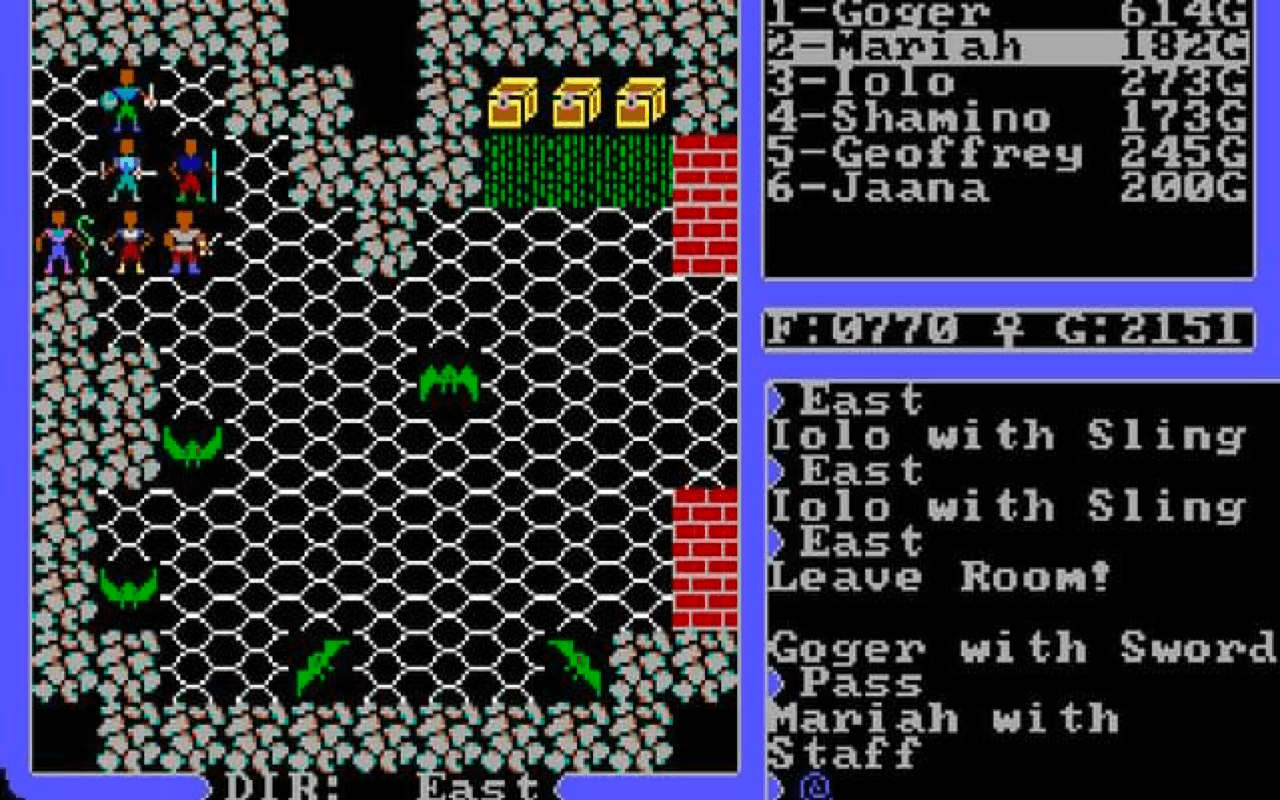 1-Goger 614G
2-Mariah 182G
3-Iolo 273G
4-Shamino 173G
5-Geoffrey 245G
6-Jaana 200G
F:0770 ♀ G:2151
East
Iolo with Sling
East
Iolo with Sling
East
Leave Room!
Goger with Sword
Pass
Mariah with
Staff
@
DIR: East